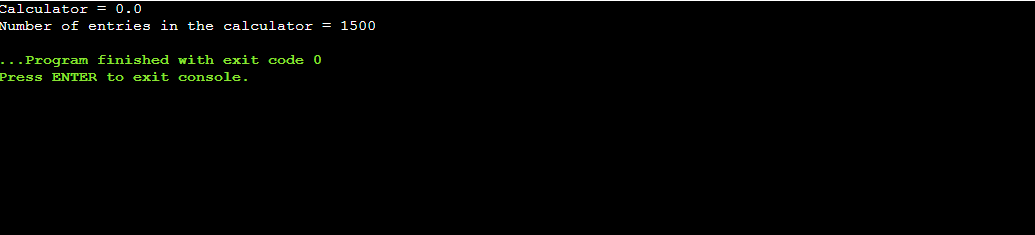 Calculator = 0.0
Number of entries in the calculator = 1500
...Program finished with exit code 0
Press ENTER to exit console.